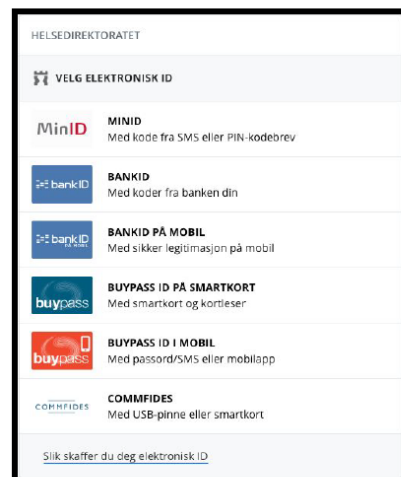 HELSEDIREKTORATET
VELG ELEKTRONISK ID
MinID
MINID
Med kode fra SMS eller PIN-kodebrev
bankID
BANKID
Med koder fra banken din
bankID
PÅ MOBIL
BANKID PÅ MOBIL
Med sikker legitimasjon på mobil
buypass
BUYPASS ID PÅ SMARTKORT
Med smartkort og kortleser
buypass
BUYPASS ID I MOBIL
Med passord/SMS eller mobilapp
COMMFIDES
COMMFIDES
Med USB-pinne eller smartkort
Slik skaffer du deg elektronisk ID